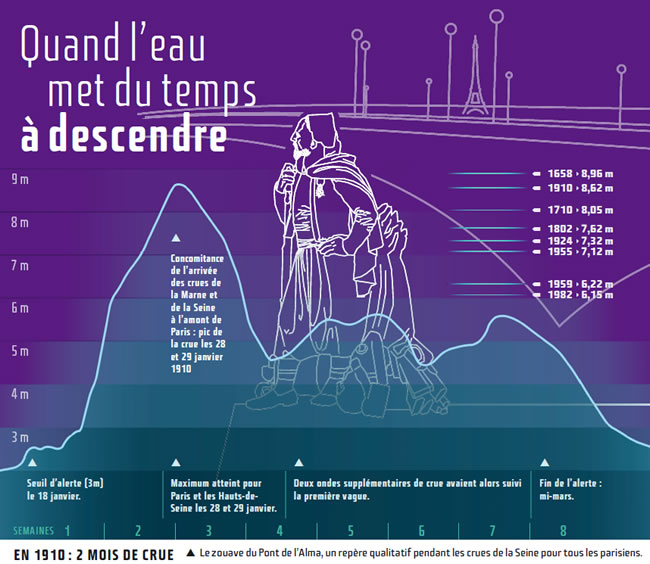 Quand l'eau
met du temps
à descendre
9 m
8 m
7 m
6 m
5 m
4 m
3 m
1658 › 8,96 m
1910 › 8,62 m
1710 › 8,05 m
1802 › 7,62 m
1924 › 7,32 m
1955 › 7,12 m
1959 › 6,22 m
1982 › 6,15 m
Concomitance
de l'arrivée
des crues de
la Marne et
de la Seine
à l'amont de
Paris : pic de
la crue les 28
et 29 janvier
1910
Seuil d'alerte (3m)
le 18 janvier.
Maximum atteint pour
Paris et les Hauts-de-
Seine les 28 et 29 janvier.
Deux ondes supplémentaires de crue avaient alors suivi
la première vague.
Fin de l'alerte :
mi-mars.
SEMAINES 1 2 3 4 5 6 7 8
EN 1910 : 2 MOIS DE CRUE ▲ Le zouave du Pont de l'Alma, un repère qualitatif pendant les crues de la Seine pour tous les parisiens.